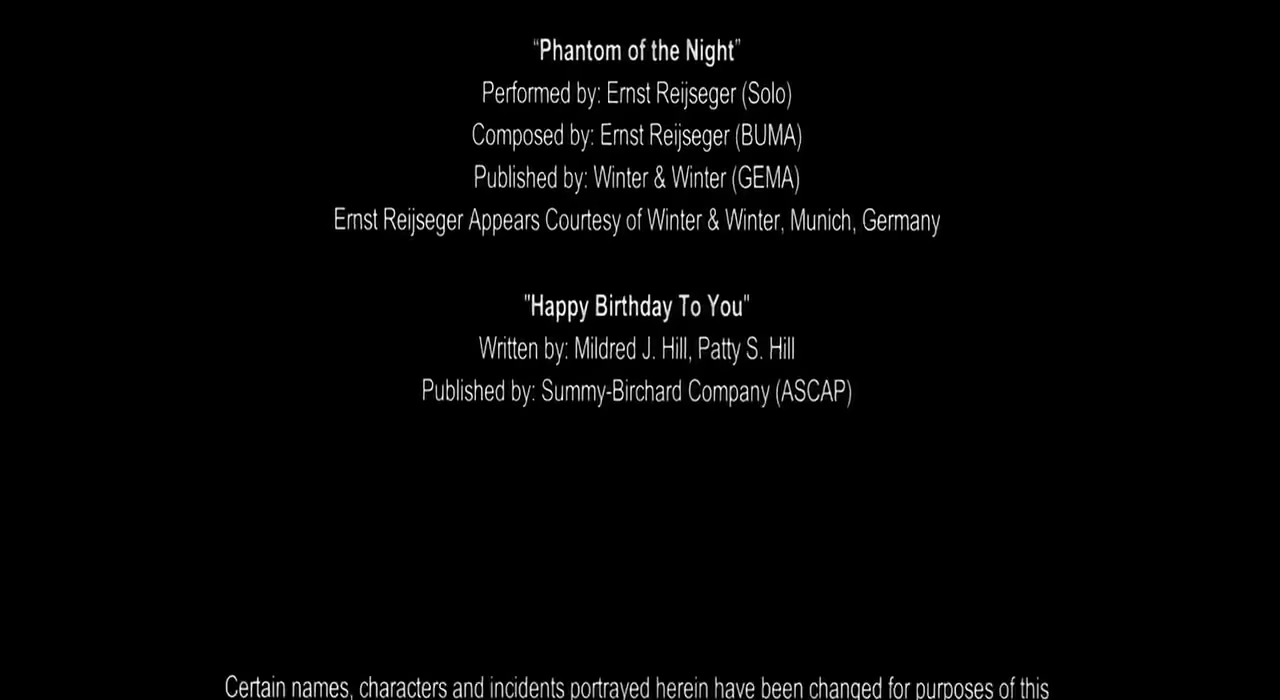 “Phantom of the Night”
Performed by: Ernst Reijseger (Solo)
Composed by: Ernst Reijseger (BUMA)
Published by: Winter & Winter (GEMA)
Ernst Reijseger Appears Courtesy of Winter & Winter, Munich, Germany
"Happy Birthday To You"
Written by: Mildred J. Hill, Patty S. Hill
Published by: Summy-Birchard Company (ASCAP)
Certain names, characters and incidents portrayed herein have been changed for purposes of this